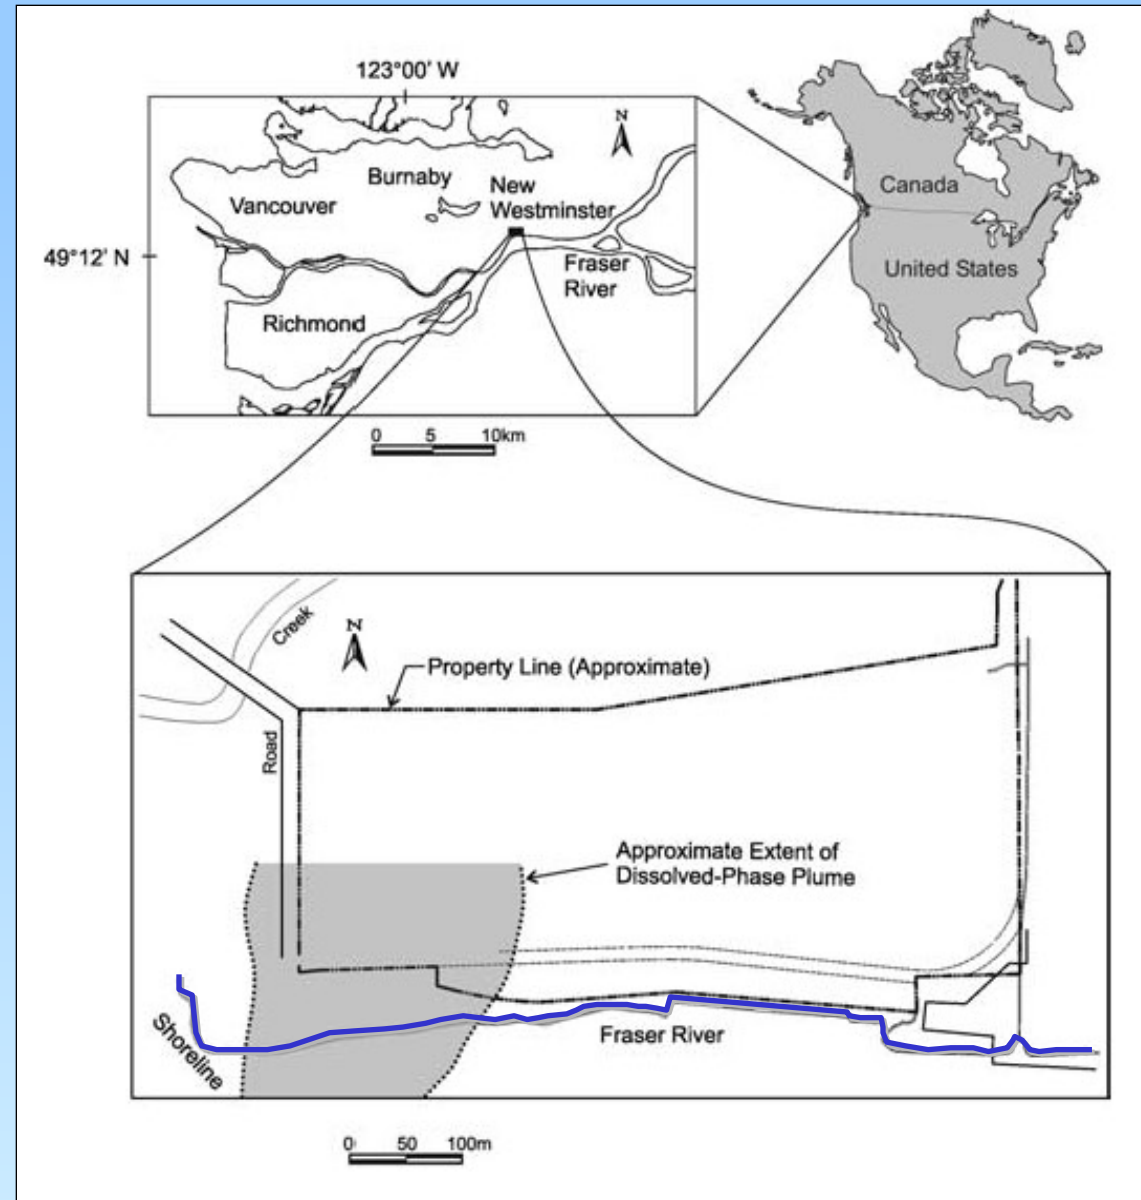 123°00' W
N
Burnaby
New
Westminster
Vancouver
49°12' N
Fraser
River
Richmond
Canada
United States
0 5 10km
Creek
N
Property Line (Approximate)
Road
Approximate Extent of
Dissolved-Phase Plume
Shoreline
Fraser River
0 50 100m